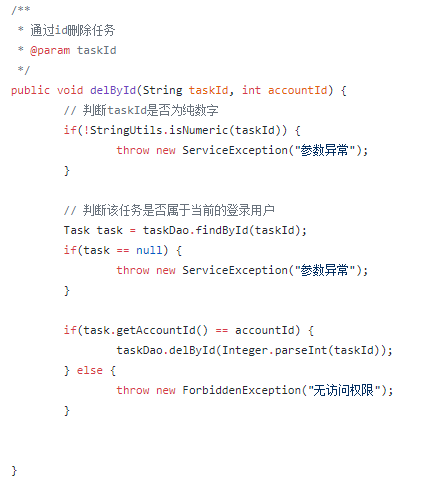 /**
 * 通过id删除任务
 * @param taskId
 */
public void delById(String taskId, int accountId) {
        // 判断taskId是否为纯数字
        if(!StringUtils.isNumeric(taskId)) {
                throw new ServiceException("参数异常");
        }

        // 判断该任务是否属于当前的登录用户
        Task task = taskDao.findById(taskId);
        if(task == null) {
                throw new ServiceException("参数异常");
        }

        if(task.getAccountId() == accountId) {
                taskDao.delById(Integer.parseInt(taskId));
        } else {
                throw new ForbiddenException("无访问权限");
        }

}